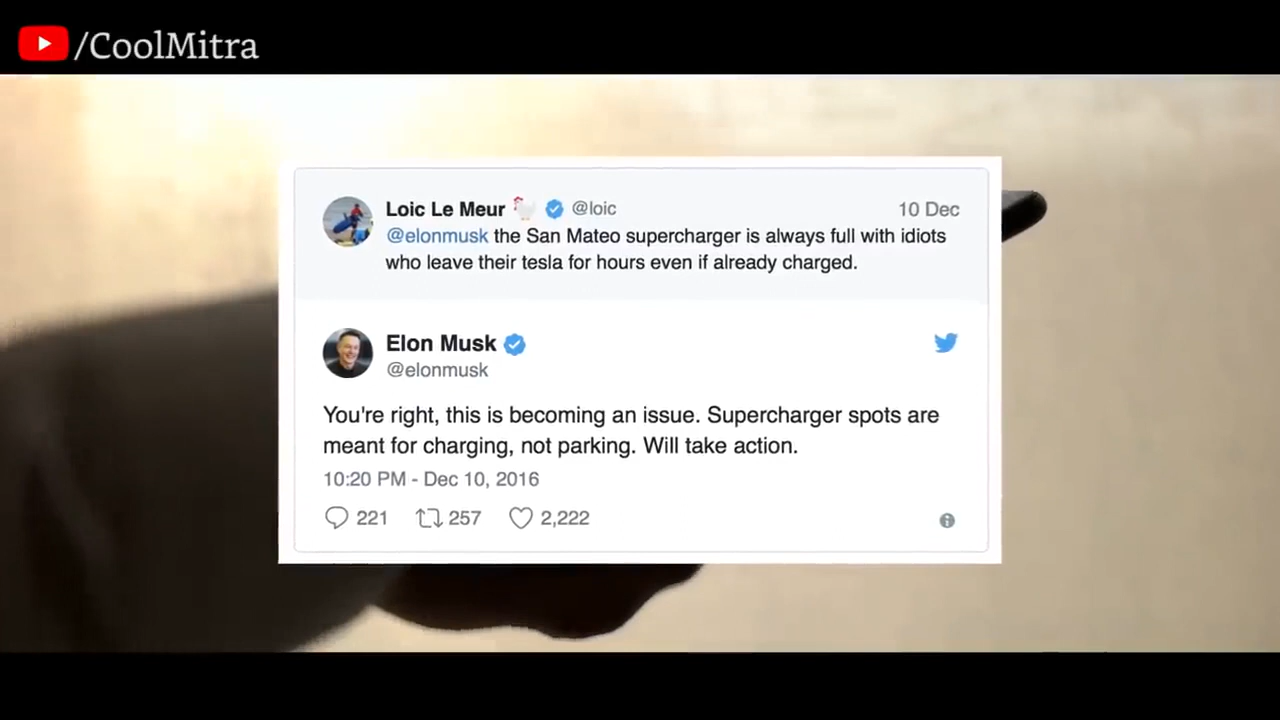 /CoolMitra
Loic Le Meur 🐓 @loic 10 Dec
@elonmusk the San Mateo supercharger is always full with idiots
who leave their tesla for hours even if already charged.
Elon Musk
@elonmusk
You're right, this is becoming an issue. Supercharger spots are
meant for charging, not parking. Will take action.
10:20 PM - Dec 10, 2016
221 257 2,222